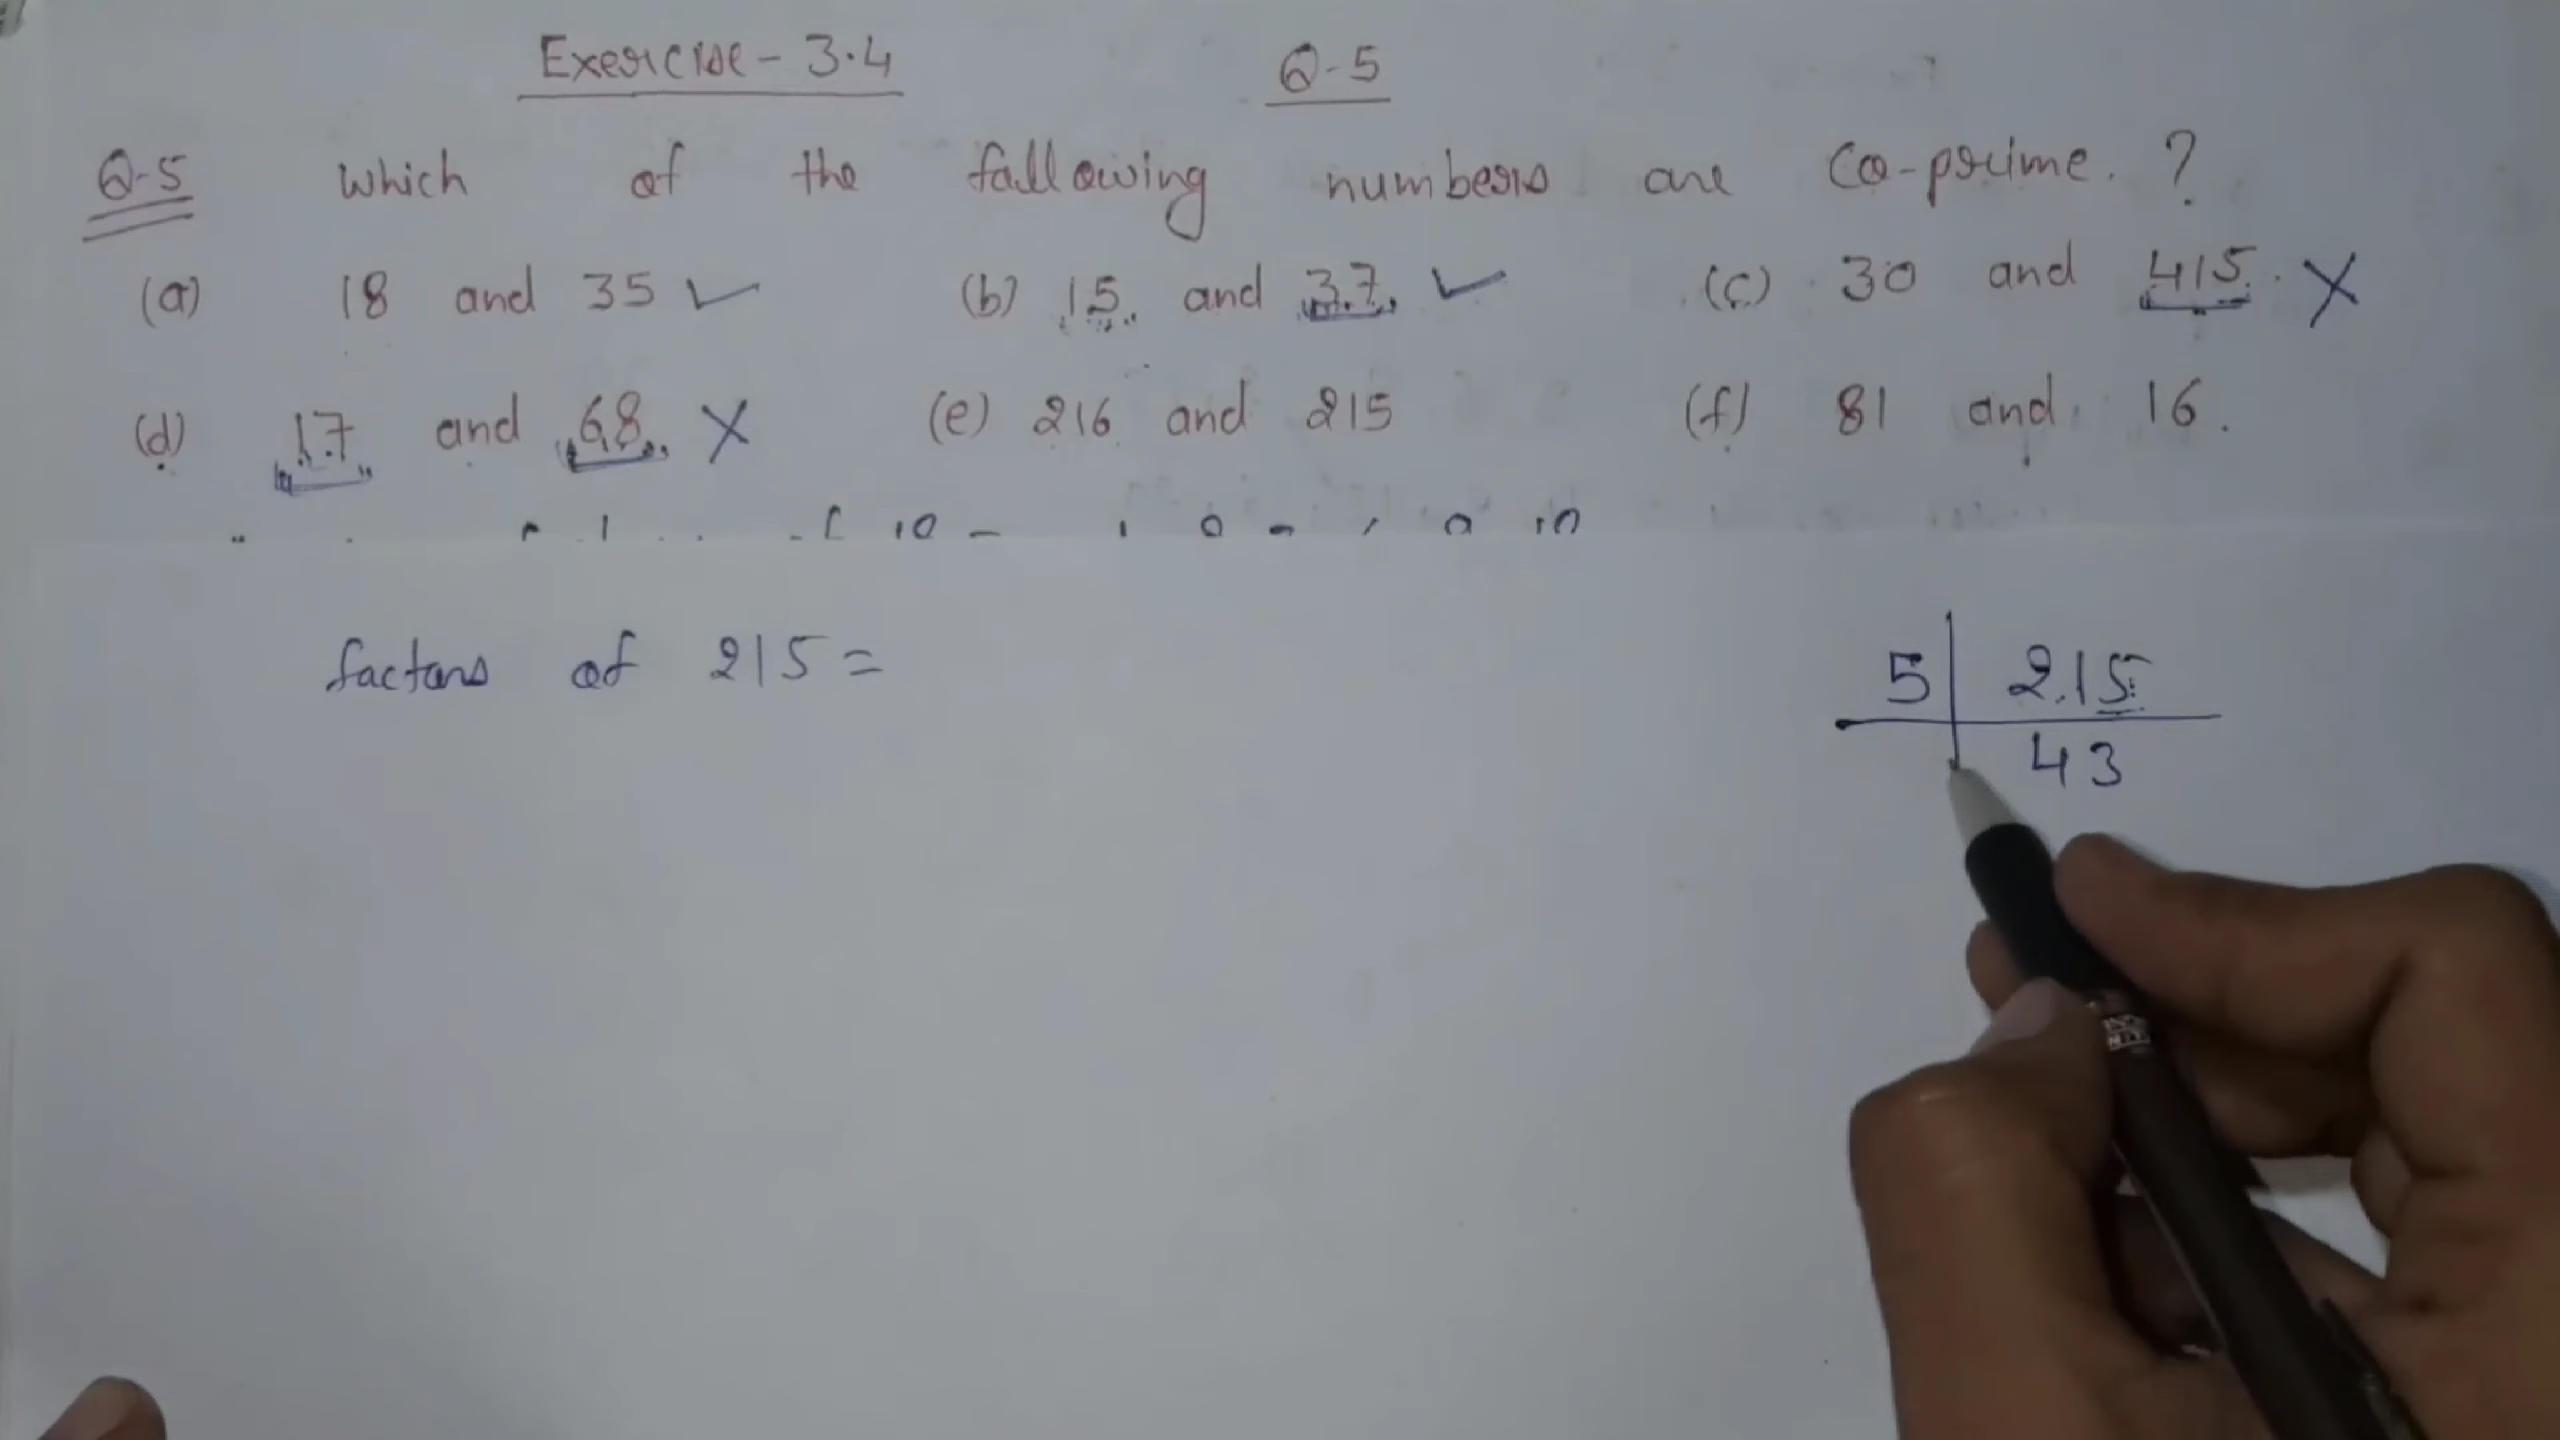 Exercise - 3.4 Q-5
Q-5 which of the fallowing numbers are co-prime. ?
(a) 18 and 35 ✓ (b) 15 and 37 ✓ (c) 30 and 415. X
(d) 17 and 68 X (e) 216 and 215 (f) 81 and 16.
factors of 215 =
5 | 215
43